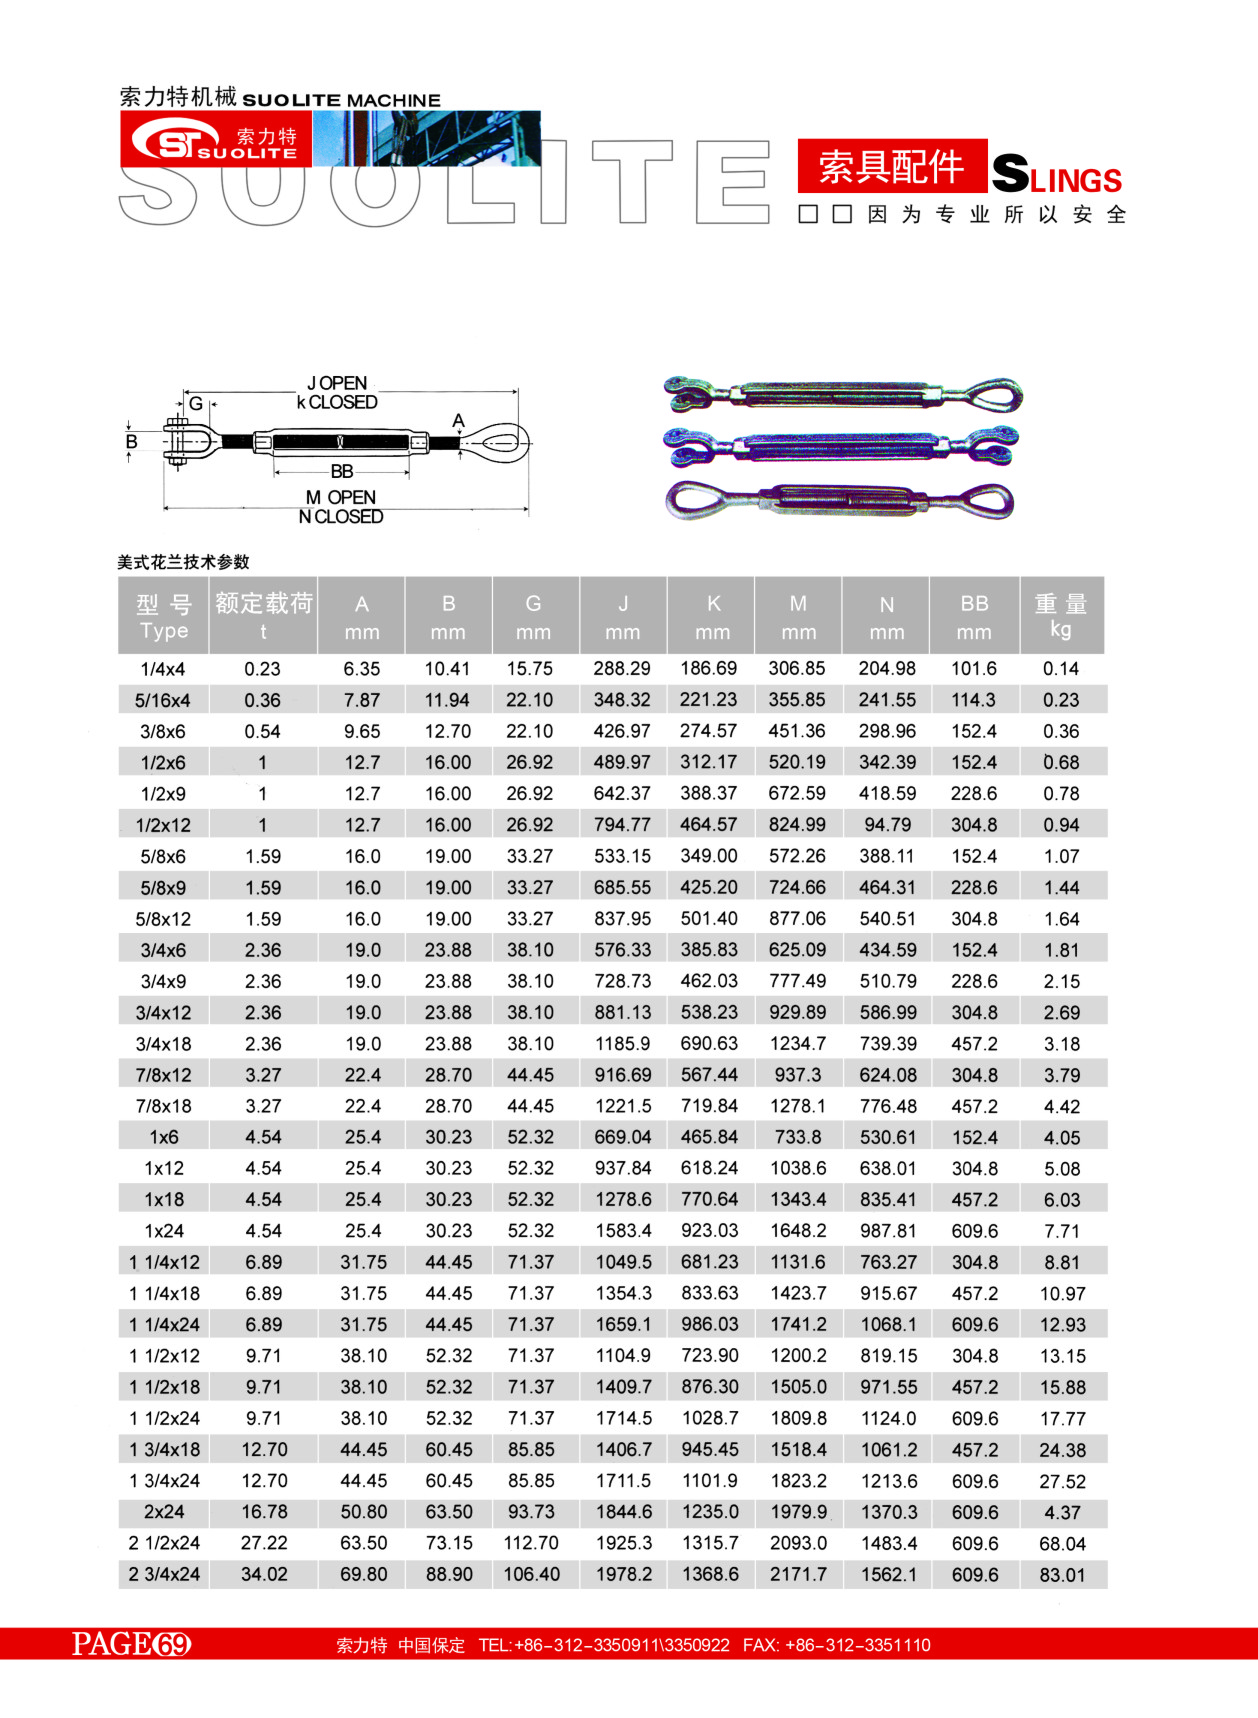 索力特机械 SUOLITE MACHINE
ST 索力特
SUOLITE
SUOLITE
索具配件 SLINGS
□□因为专业所以安全
J OPEN
k CLOSED
G
A
B
BB
M OPEN
N CLOSED
美式花兰技术参数
型号 额定载荷 A B G J K M N BB 重量
Type t mm mm mm mm mm mm mm mm kg
1/4x4 0.23 6.35 10.41 15.75 288.29 186.69 306.85 204.98 101.6 0.14
5/16x4 0.36 7.87 11.94 22.10 348.32 221.23 355.85 241.55 114.3 0.23
3/8x6 0.54 9.65 12.70 22.10 426.97 274.57 451.36 298.96 152.4 0.36
1/2x6 1 12.7 16.00 26.92 489.97 312.17 520.19 342.39 152.4 0.68
1/2x9 1 12.7 16.00 26.92 642.37 388.37 672.59 418.59 228.6 0.78
1/2x12 1 12.7 16.00 26.92 794.77 464.57 824.99 94.79 304.8 0.94
5/8x6 1.59 16.0 19.00 33.27 533.15 349.00 572.26 388.11 152.4 1.07
5/8x9 1.59 16.0 19.00 33.27 685.55 425.20 724.66 464.31 228.6 1.44
5/8x12 1.59 16.0 19.00 33.27 837.95 501.40 877.06 540.51 304.8 1.64
3/4x6 2.36 19.0 23.88 38.10 576.33 385.83 625.09 434.59 152.4 1.81
3/4x9 2.36 19.0 23.88 38.10 728.73 462.03 777.49 510.79 228.6 2.15
3/4x12 2.36 19.0 23.88 38.10 881.13 538.23 929.89 586.99 304.8 2.69
3/4x18 2.36 19.0 23.88 38.10 1185.9 690.63 1234.7 739.39 457.2 3.18
7/8x12 3.27 22.4 28.70 44.45 916.69 567.44 937.3 624.08 304.8 3.79
7/8x18 3.27 22.4 28.70 44.45 1221.5 719.84 1278.1 776.48 457.2 4.42
1x6 4.54 25.4 30.23 52.32 669.04 465.84 733.8 530.61 152.4 4.05
1x12 4.54 25.4 30.23 52.32 937.84 618.24 1038.6 638.01 304.8 5.08
1x18 4.54 25.4 30.23 52.32 1278.6 770.64 1343.4 835.41 457.2 6.03
1x24 4.54 25.4 30.23 52.32 1583.4 923.03 1648.2 987.81 609.6 7.71
1 1/4x12 6.89 31.75 44.45 71.37 1049.5 681.23 1131.6 763.27 304.8 8.81
1 1/4x18 6.89 31.75 44.45 71.37 1354.3 833.63 1423.7 915.67 457.2 10.97
1 1/4x24 6.89 31.75 44.45 71.37 1659.1 986.03 1741.2 1068.1 609.6 12.93
1 1/2x12 9.71 38.10 52.32 71.37 1104.9 723.90 1200.2 819.15 304.8 13.15
1 1/2x18 9.71 38.10 52.32 71.37 1409.7 876.30 1505.0 971.55 457.2 15.88
1 1/2x24 9.71 38.10 52.32 71.37 1714.5 1028.7 1809.8 1124.0 609.6 17.77
1 3/4x18 12.70 44.45 60.45 85.85 1406.7 945.45 1518.4 1061.2 457.2 24.38
1 3/4x24 12.70 44.45 60.45 85.85 1711.5 1101.9 1823.2 1213.6 609.6 27.52
2x24 16.78 50.80 63.50 93.73 1844.6 1235.0 1979.9 1370.3 609.6 4.37
2 1/2x24 27.22 63.50 73.15 112.70 1925.3 1315.7 2093.0 1483.4 609.6 68.04
2 3/4x24 34.02 69.80 88.90 106.40 1978.2 1368.6 2171.7 1562.1 609.6 83.01
PAGE69 索力特 中国保定 TEL:+86-312-3350911\3350922 FAX: +86-312-3351110